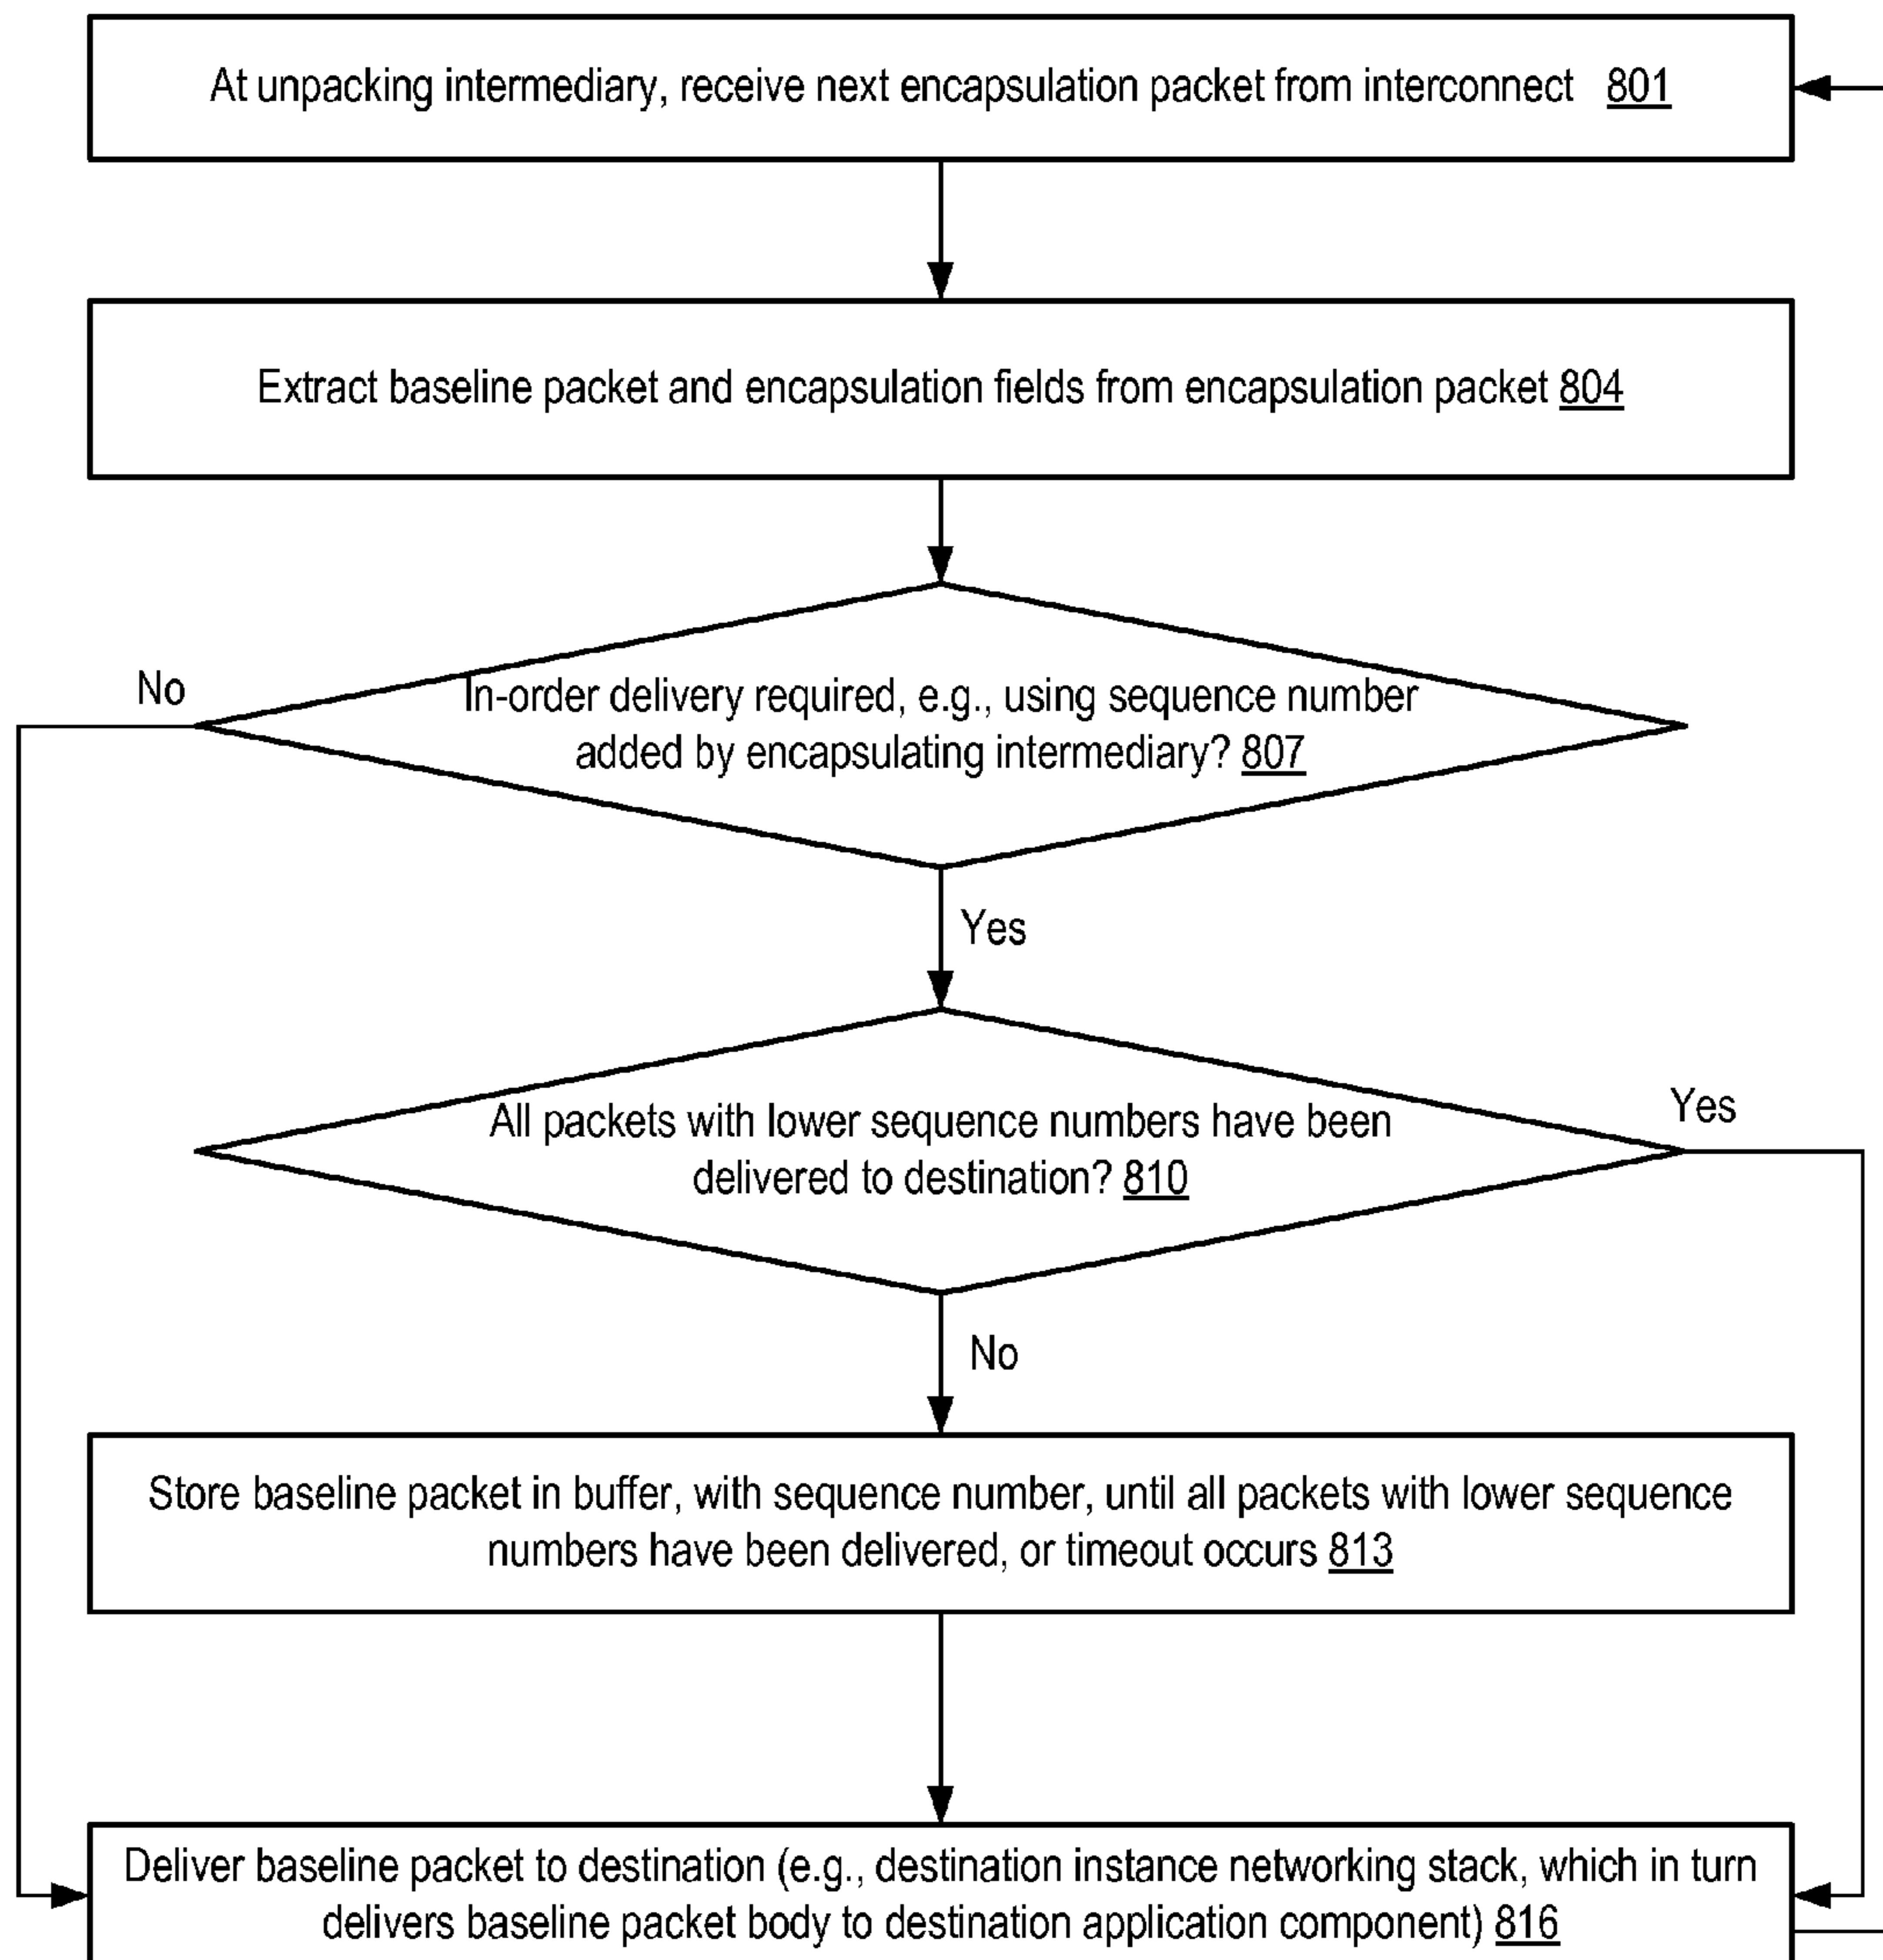 At unpacking intermediary, receive next encapsulation packet from interconnect 801
Extract baseline packet and encapsulation fields from encapsulation packet 804
No
In-order delivery required, e.g., using sequence number
added by encapsulating intermediary? 807
Yes
All packets with lower sequence numbers have been
delivered to destination? 810
Yes
No
Store baseline packet in buffer, with sequence number, until all packets with lower sequence
numbers have been delivered, or timeout occurs 813
Deliver baseline packet to destination (e.g., destination instance networking stack, which in turn
delivers baseline packet body to destination application component) 816